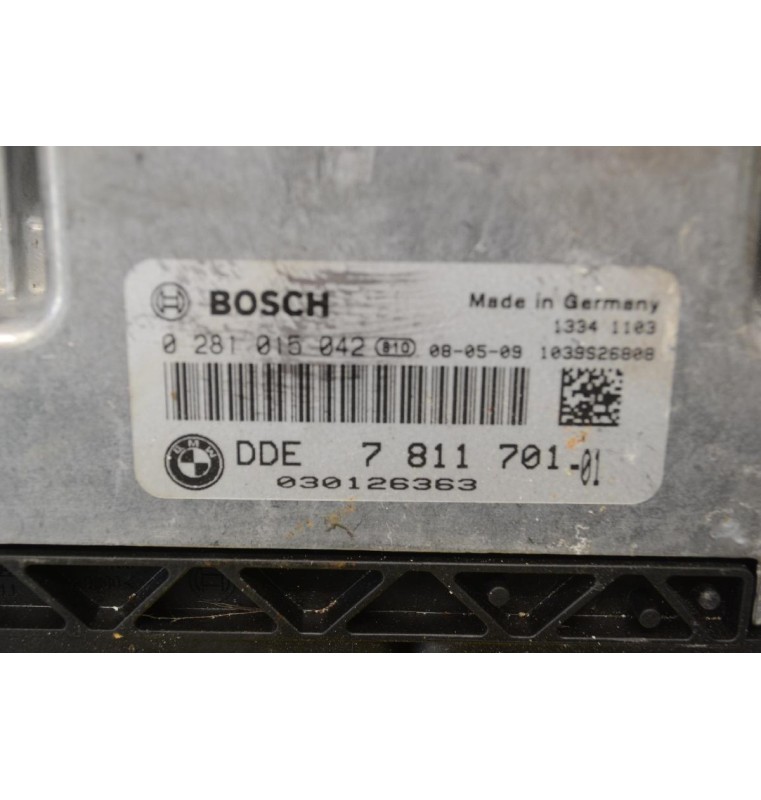 BOSCH Made in Germany
1334 1103
0 281 015 042 810 08-05-09 1039S26808
BMW DDE 7 811 701-01
030126363